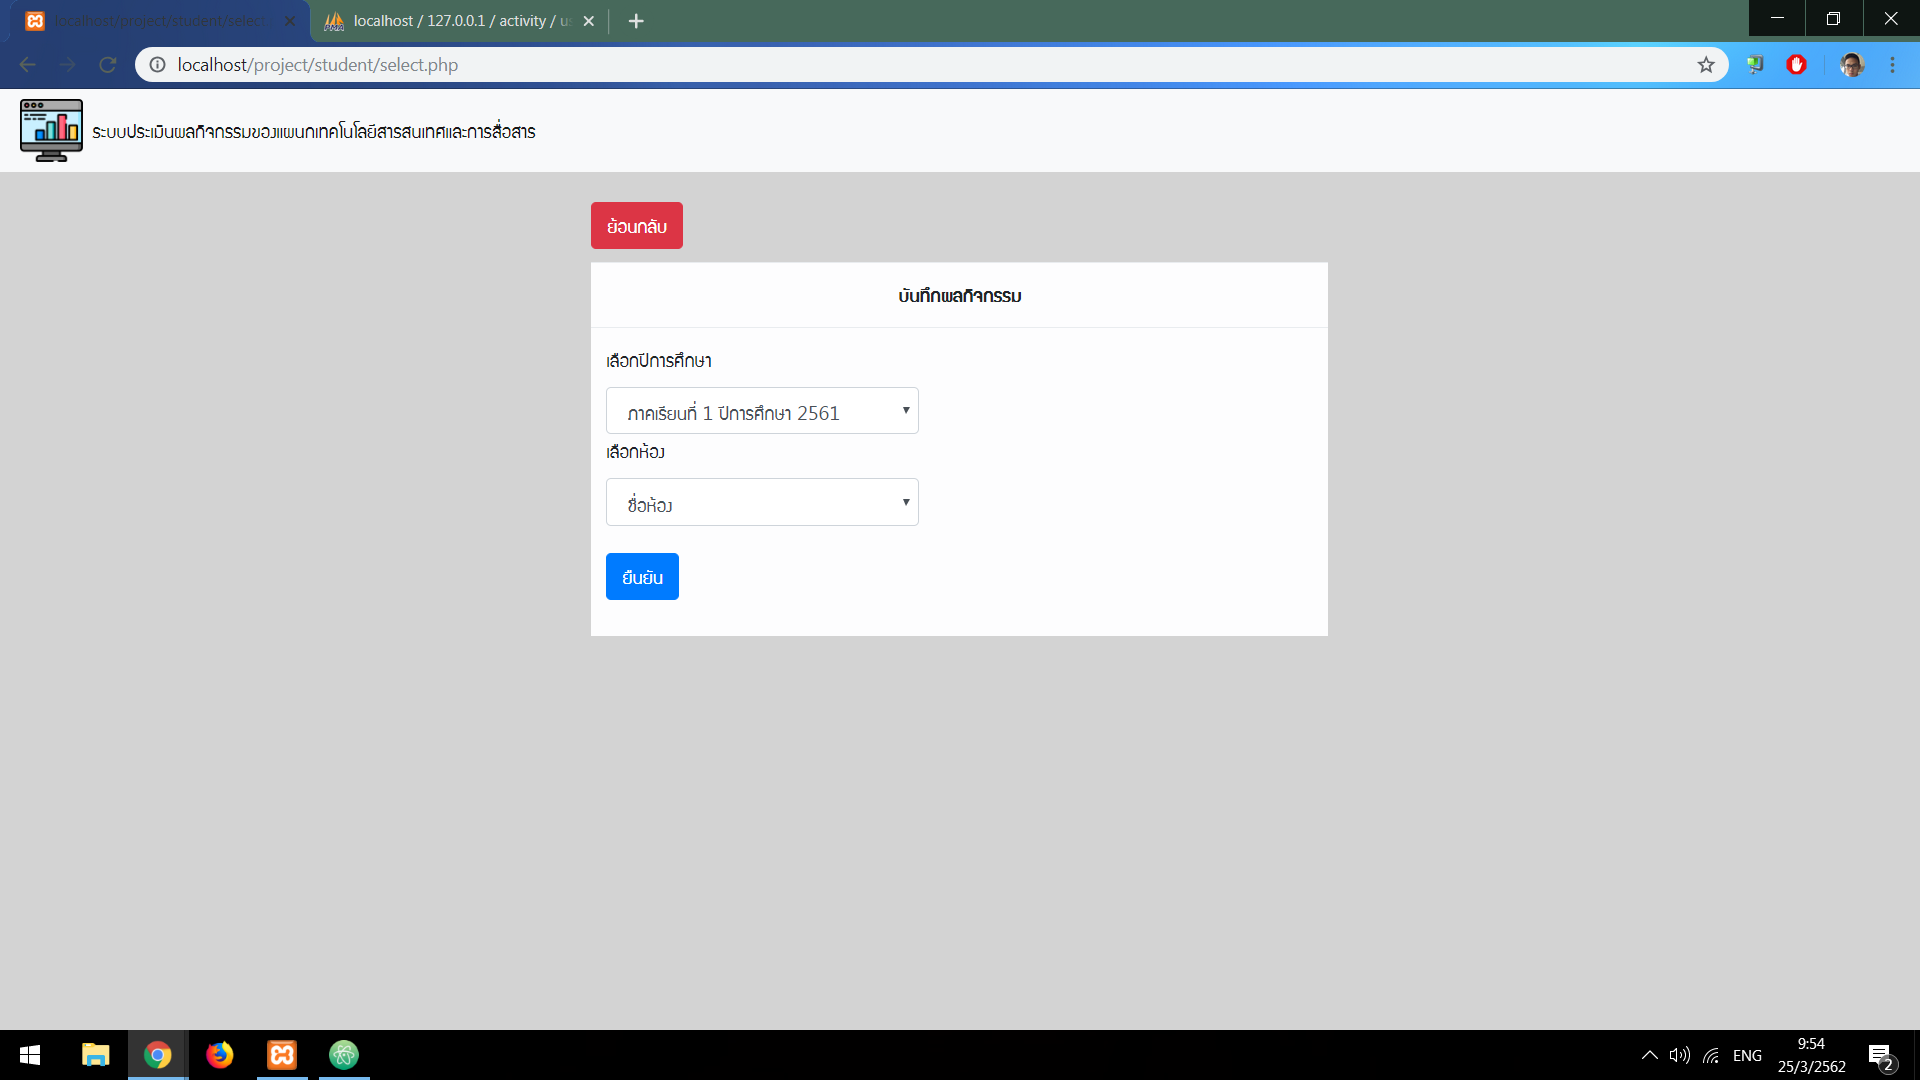 localhost/project/student/select
localhost / 127.0.0.1 / activity / us
localhost/project/student/select.php
ระบบประเมินผลกิจกรรมของแผนกเทคโนโลยีสารสนเทศและการสื่อสาร
ย้อนกลับ
บันทึกผลกิจกรรม
เลือกปีการศึกษา
ภาคเรียนที่ 1 ปีการศึกษา 2561
เลือกห้อง
ชื่อห้อง
ยืนยัน
ENG
9:54
25/3/2562
2